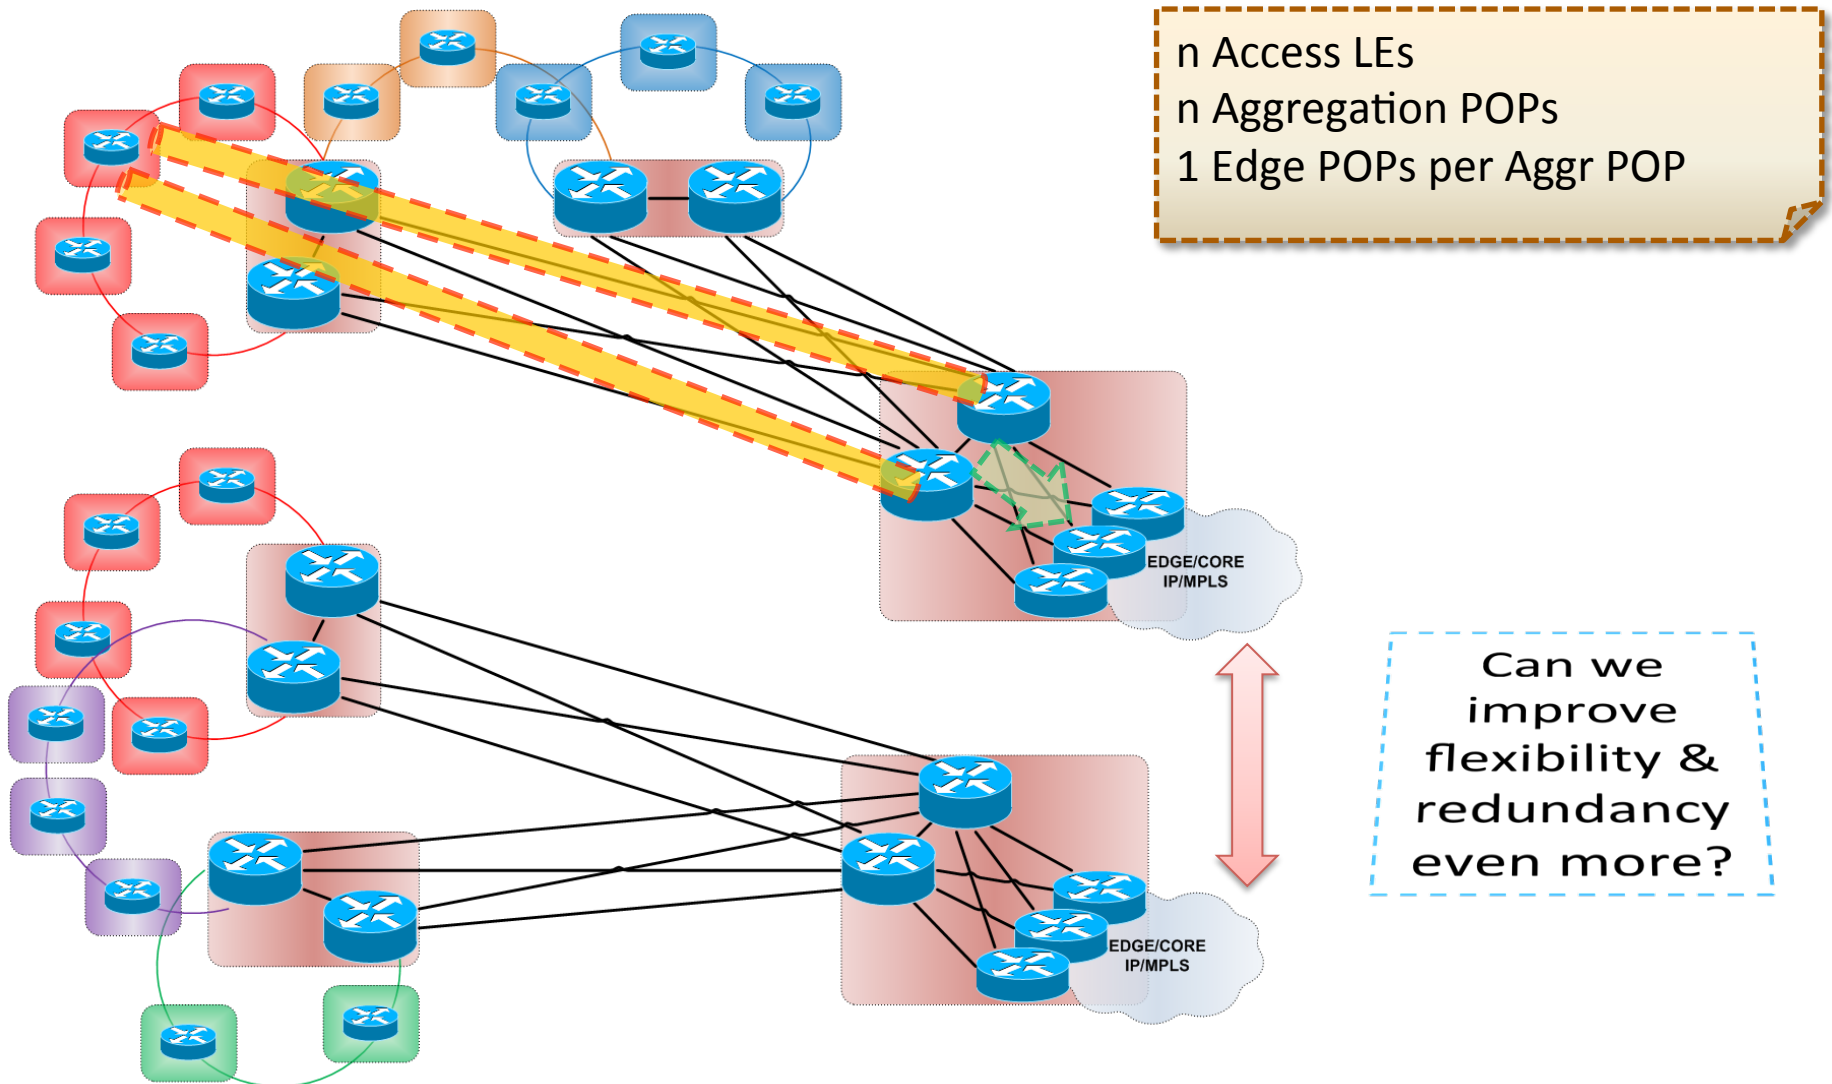 n Access LEs
n Aggregation POPs
1 Edge POPs per Aggr POP
EDGE/CORE
IP/MPLS
Can we
improve
flexibility &
redundancy
even more?
EDGE/CORE
IP/MPLS